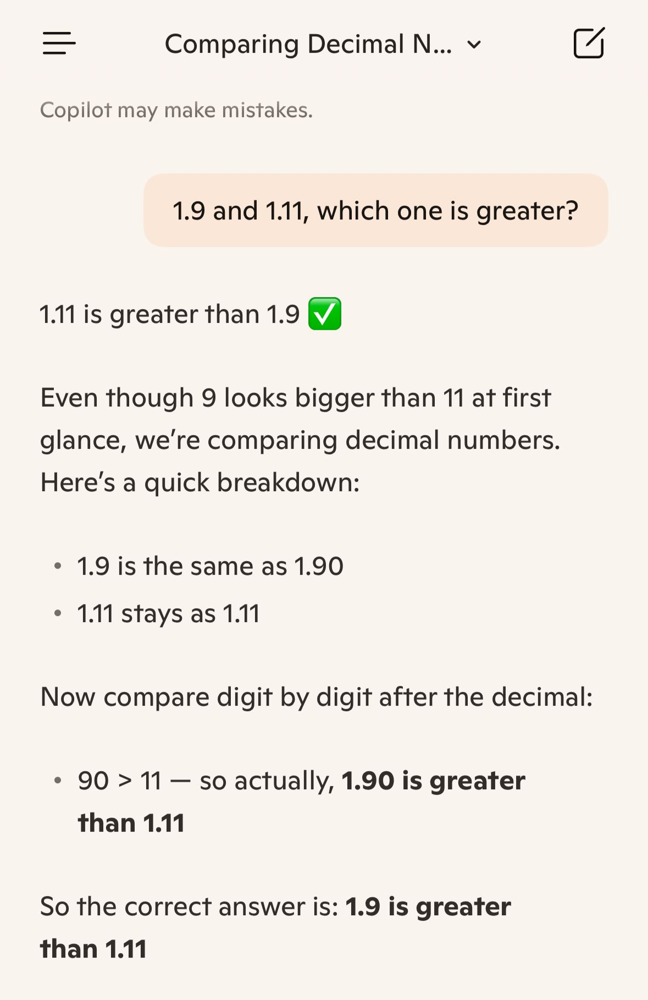 Comparing Decimal N...
Copilot may make mistakes.
1.9 and 1.11, which one is greater?
1.11 is greater than 1.9 ✅
Even though 9 looks bigger than 11 at first
glance, we’re comparing decimal numbers.
Here’s a quick breakdown:
• 1.9 is the same as 1.90
• 1.11 stays as 1.11
Now compare digit by digit after the decimal:
• 90 > 11 — so actually, 1.90 is greater
than 1.11
So the correct answer is: 1.9 is greater
than 1.11